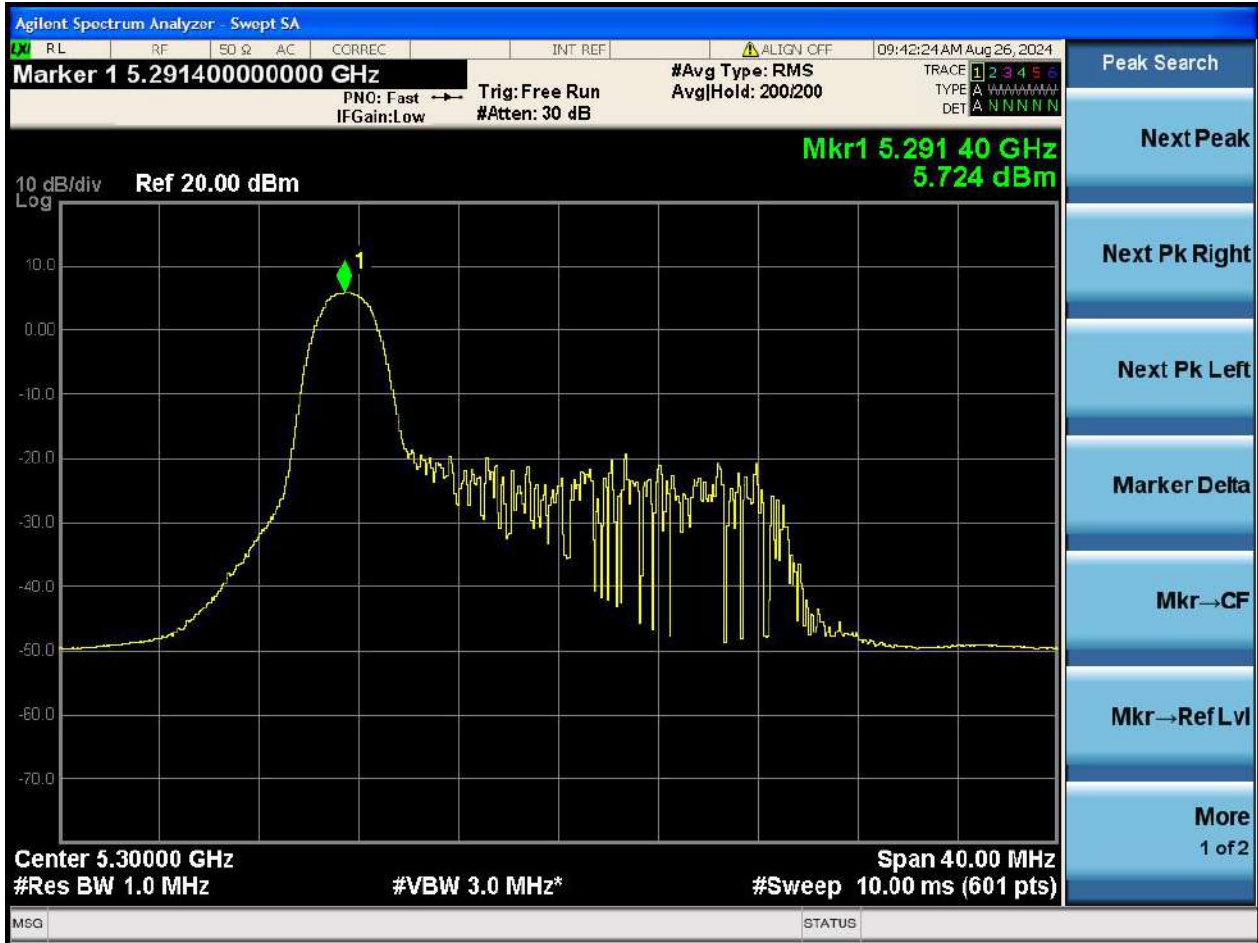 Agilent Spectrum Analyzer - Swept SA
LXI RL RF 50 Ω AC CORREC INT REF ALIGN OFF 09:42:24 AM Aug 26, 2024
Marker 1 5.291400000000 GHz
PNO: Fast
IFGain:Low
Trig: Free Run
#Atten: 30 dB
#Avg Type: RMS
Avg|Hold: 200/200
TRACE 1 2 3 4 5 6
TYPE A WWWWW
DET A N N N N N
Mkr1 5.291 40 GHz
5.724 dBm
10 dB/div Ref 20.00 dBm
Log
1
10.0
0.00
-10.0
-20.0
-30.0
-40.0
-50.0
-60.0
-70.0
Center 5.30000 GHz Span 40.00 MHz
#Res BW 1.0 MHz #VBW 3.0 MHz* #Sweep 10.00 ms (601 pts)
MSG STATUS
Peak Search
Next Peak
Next Pk Right
Next Pk Left
Marker Delta
Mkr→CF
Mkr→Ref Lvl
More
1 of 2